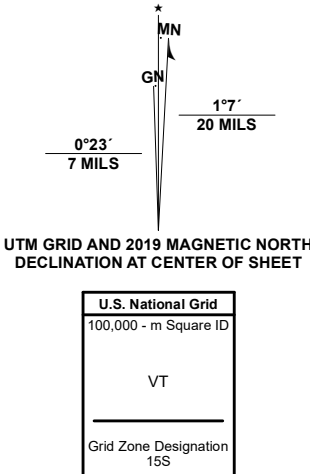 MN
GN
1°7´
20 MILS
0°23´
7 MILS
UTM GRID AND 2019 MAGNETIC NORTH
DECLINATION AT CENTER OF SHEET
U.S. National Grid
100,000 - m Square ID
VT
Grid Zone Designation
15S